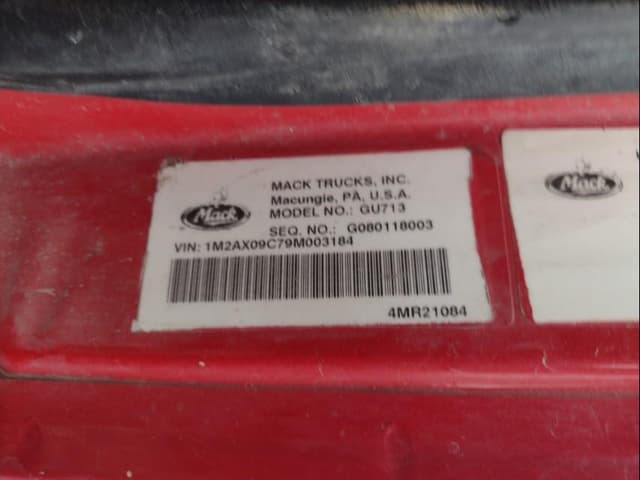 Mack
MACK TRUCKS, INC.
Macungie, PA, U.S.A.
MODEL NO.: GU713
SEQ. NO.: G080118003
VIN: 1M2AX09C79M003184
4MR21084
Mack